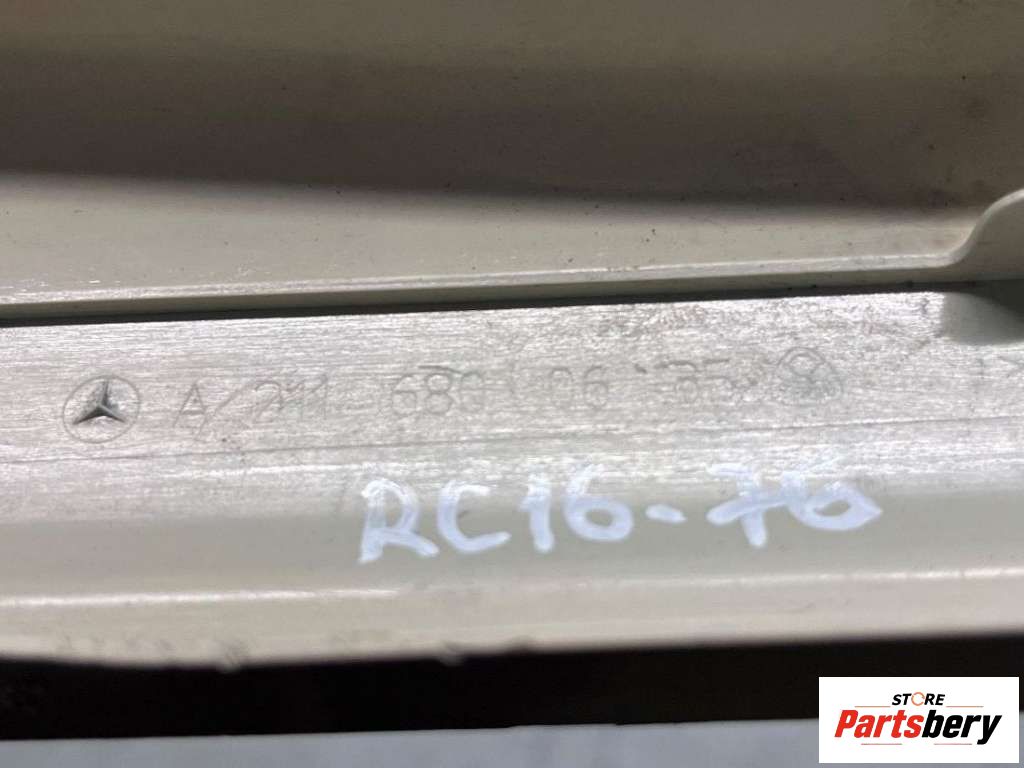 A 211 680 06 35
RC16-76
STORE
Partsbery